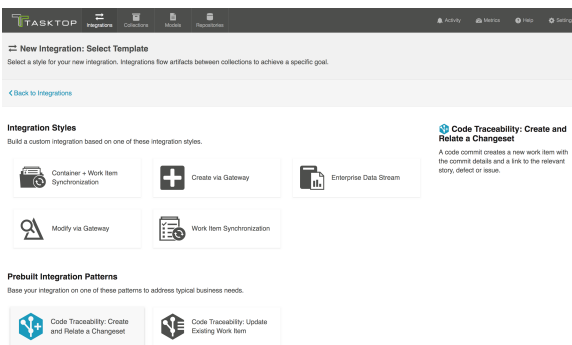 TASKTOP
Integrations
Collections
Models
Repositories
Activity
Metrics
Help
Settings
New Integration: Select Template
Select a style for your new integration. Integrations flow artifacts between collections to achieve a specific goal.
Back to Integrations
Integration Styles
Build a custom integration based on one of these integration styles.
Container + Work Item
Synchronization
Create via Gateway
Enterprise Data Stream
Modify via Gateway
Work Item Synchronization
Code Traceability: Create and
Relate a Changeset
A code commit creates a new work item with
the commit details and a link to the relevant
story, defect or issue.
Prebuilt Integration Patterns
Base your integration on one of these patterns to address typical business needs.
Code Traceability: Create
and Relate a Changeset
Code Traceability: Update
Existing Work Item